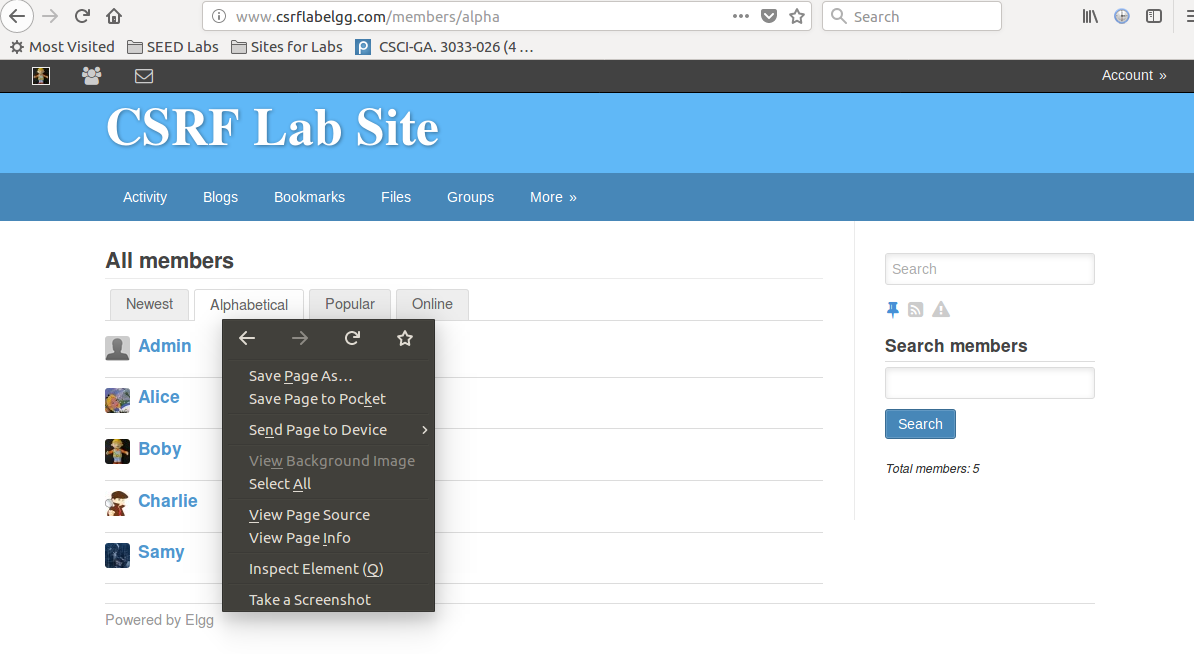 www.csrflabelgg.com/members/alpha
Search
Most Visited SEED Labs Sites for Labs CSCI-GA. 3033-026 (4 …
Account »
CSRF Lab Site
Activity Blogs Bookmarks Files Groups More »
All members
Newest Alphabetical Popular Online
Admin
Alice
Boby
Charlie
Samy
Save Page As…
Save Page to Pocket
Send Page to Device
View Background Image
Select All
View Page Source
View Page Info
Inspect Element (Q)
Take a Screenshot
Search
Search members
Search
Total members: 5
Powered by Elgg